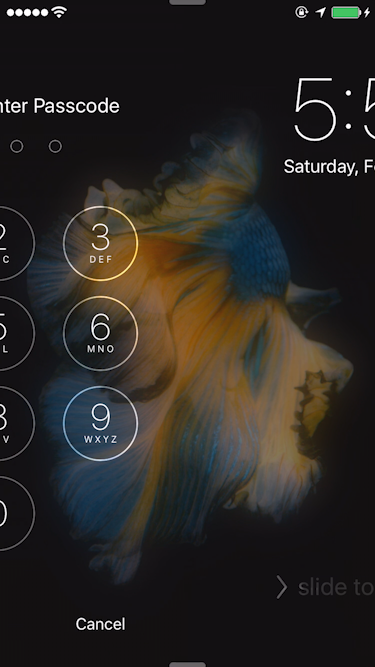 nter Passcode
5:5
Saturday, F
2
C
3
DEF
5
L
6
MNO
8
V
9
WXYZ
0
slide to
Cancel